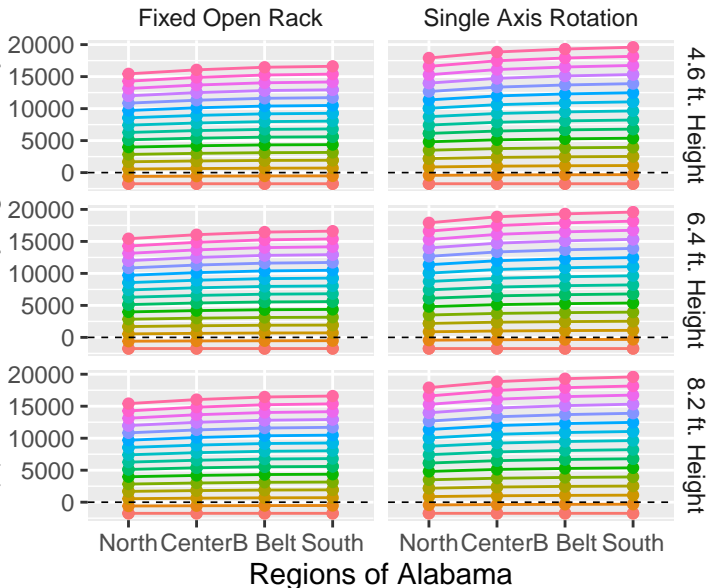 Fixed Open Rack Single Axis Rotation
20000
15000
10000
5000
0
4.6 ft. Height
20000
15000
10000
5000
0
6.4 ft. Height
20000
15000
10000
5000
0
8.2 ft. Height
North Center B Belt South North Center B Belt South
Regions of Alabama